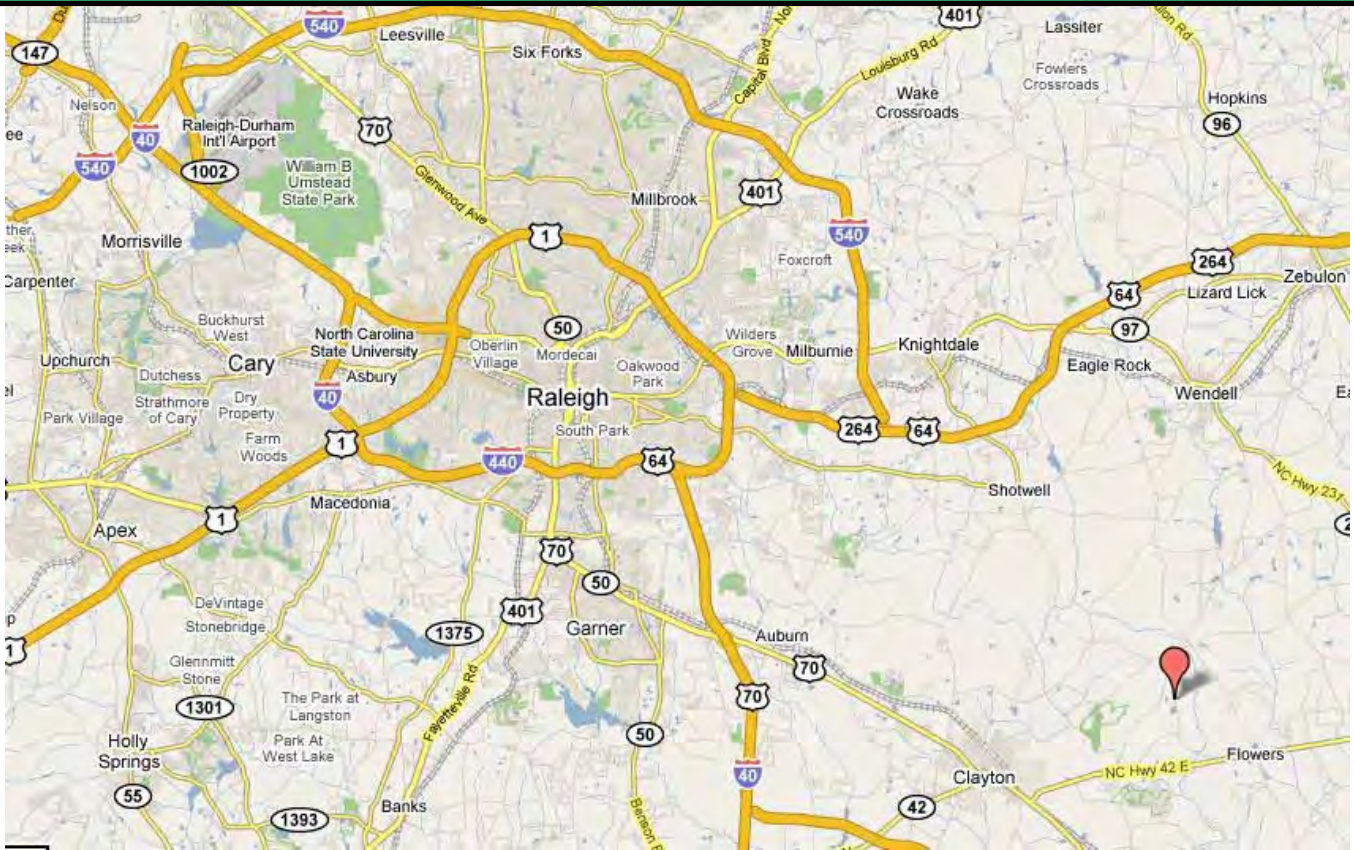 540
401
Lassiter
147
Leesville
Six Forks
Capital Blvd
Louisburg Rd
Fowlers
Crossroads
Nelson
Wake
Crossroads
Hopkins
40
Raleigh-Durham
Int'l Airport
70
96
540
1002
William B
Umstead
State Park
Glenwood Ave
Millbrook
401
Morrisville
1
540
Foxcroft
264
Zebulon
Carpenter
64
Lizard Lick
Buckhurst
West
North Carolina
State University
50
Oberlin
Village
Mordecai
Wilders
Grove
Milburnie
Knightdale
97
Upchurch
Cary
Asbury
Oakwood
Park
Eagle Rock
Dutchess
40
Raleigh
Wendell
Park Village
Strathmore
of Cary
Dry
Property
South Park
264
64
Farm
Woods
1
440
64
NC Hwy 231
Shotwell
Macedonia
1
Apex
70
50
DeVintage
Stonebridge
401
1375
Garner
Auburn
70
1
Glennmitt
Stone
70
1301
The Park at
Langston
Fayetteville Rd
Park At
West Lake
50
Holly
Springs
Flowers
40
Clayton
NC Hwy 42 E
55
42
Banks
1393
Benson